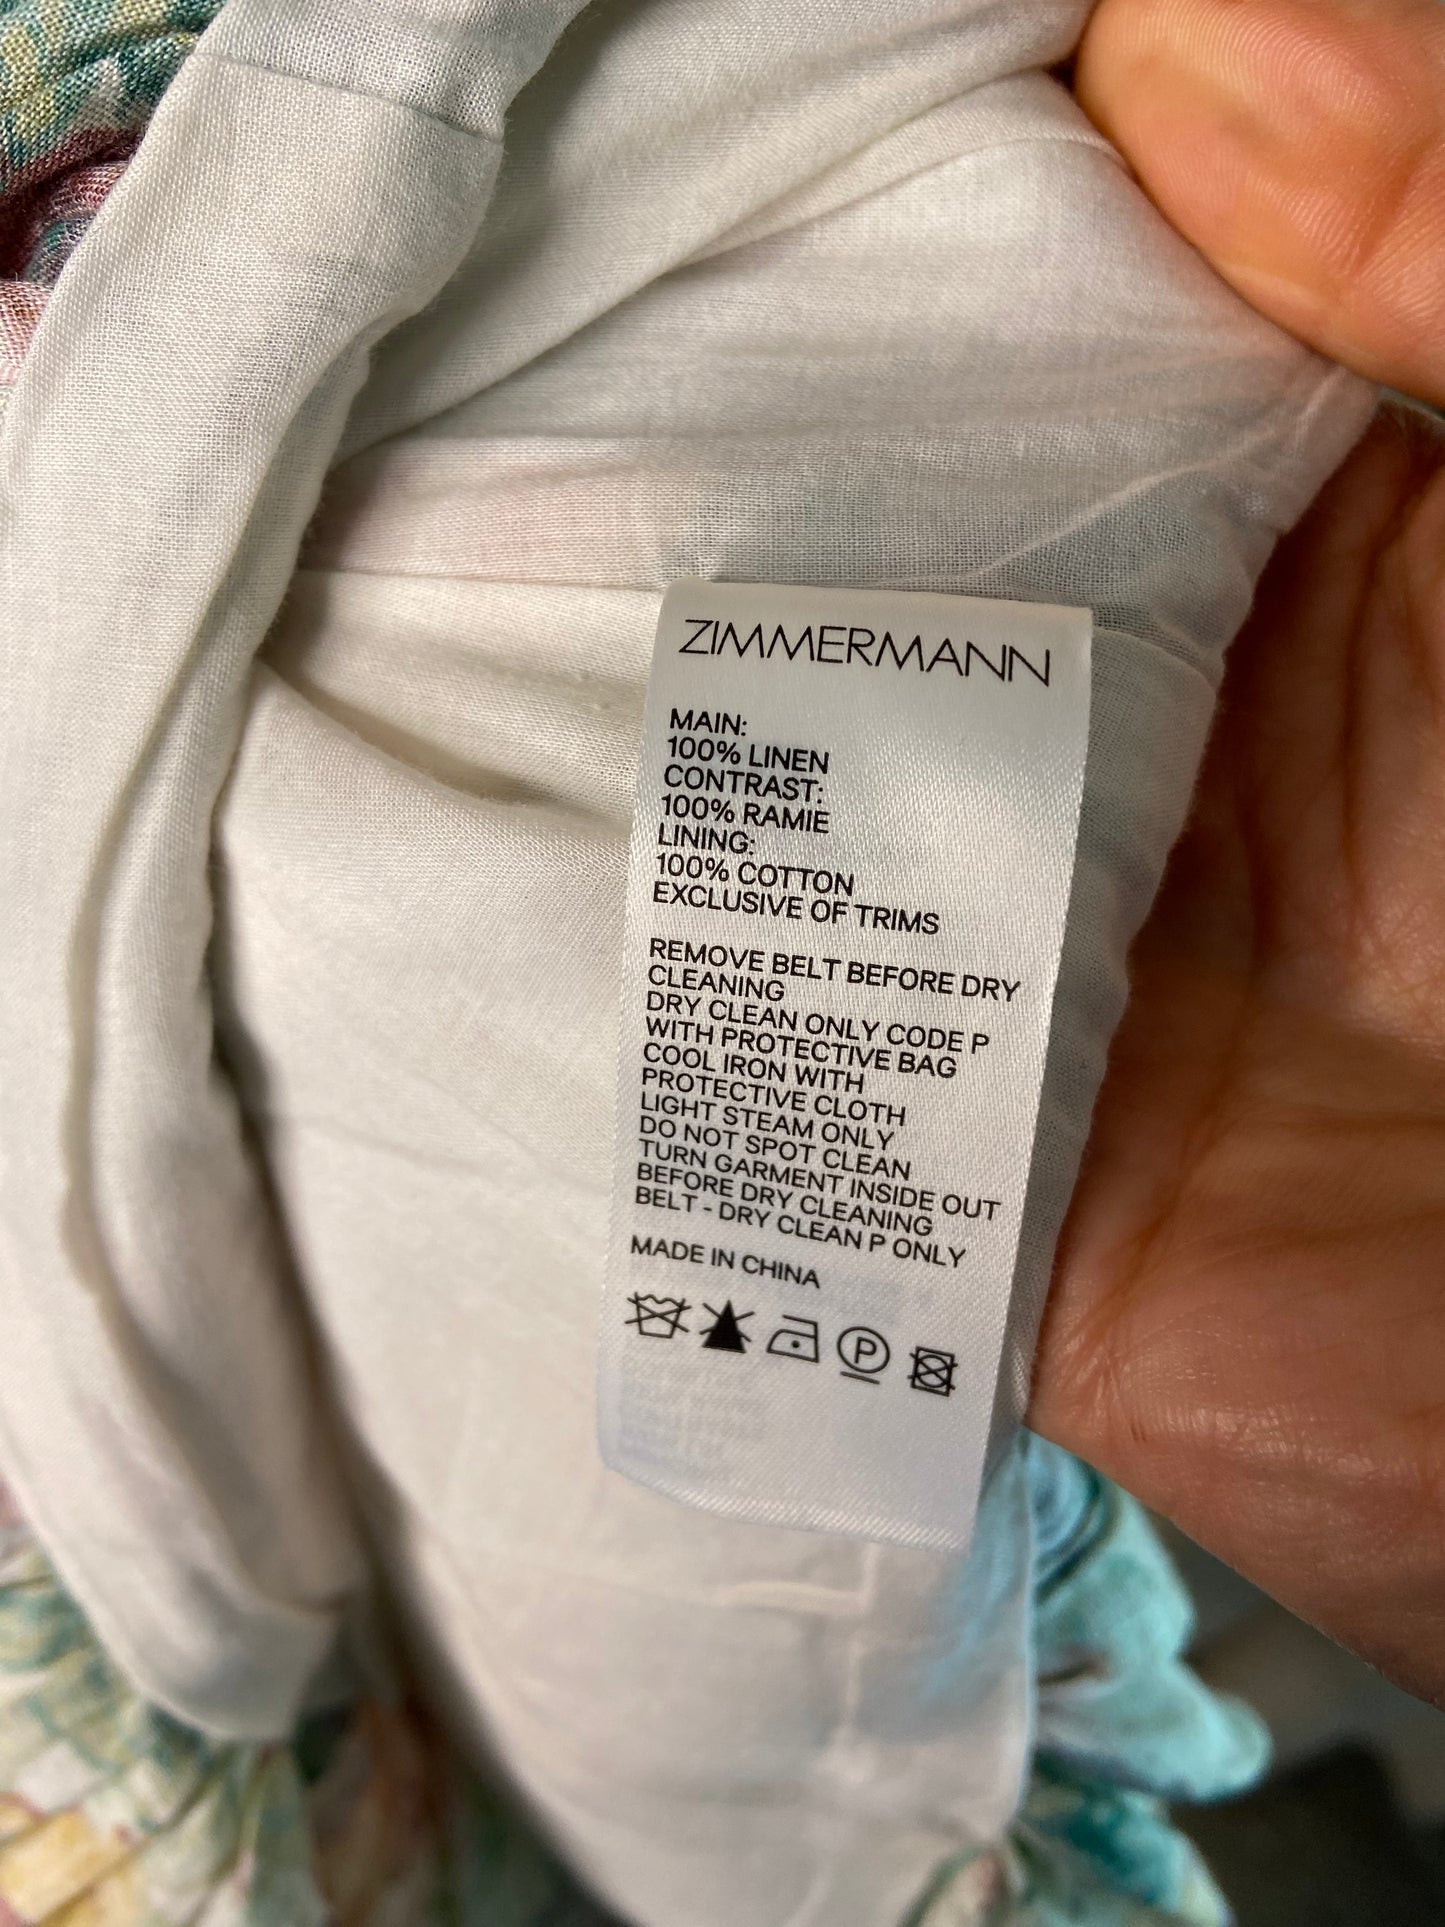 ZIMMERMANN
MAIN:
100% LINEN
CONTRAST:
100% RAMIE
LINING:
100% COTTON
EXCLUSIVE OF TRIMS
REMOVE BELT BEFORE DRY
CLEANING
DRY CLEAN ONLY CODE P
WITH PROTECTIVE BAG
COOL IRON WITH
PROTECTIVE CLOTH
LIGHT STEAM ONLY
DO NOT SPOT CLEAN
TURN GARMENT INSIDE OUT
BEFORE DRY CLEANING
BELT - DRY CLEAN P ONLY
MADE IN CHINA
P